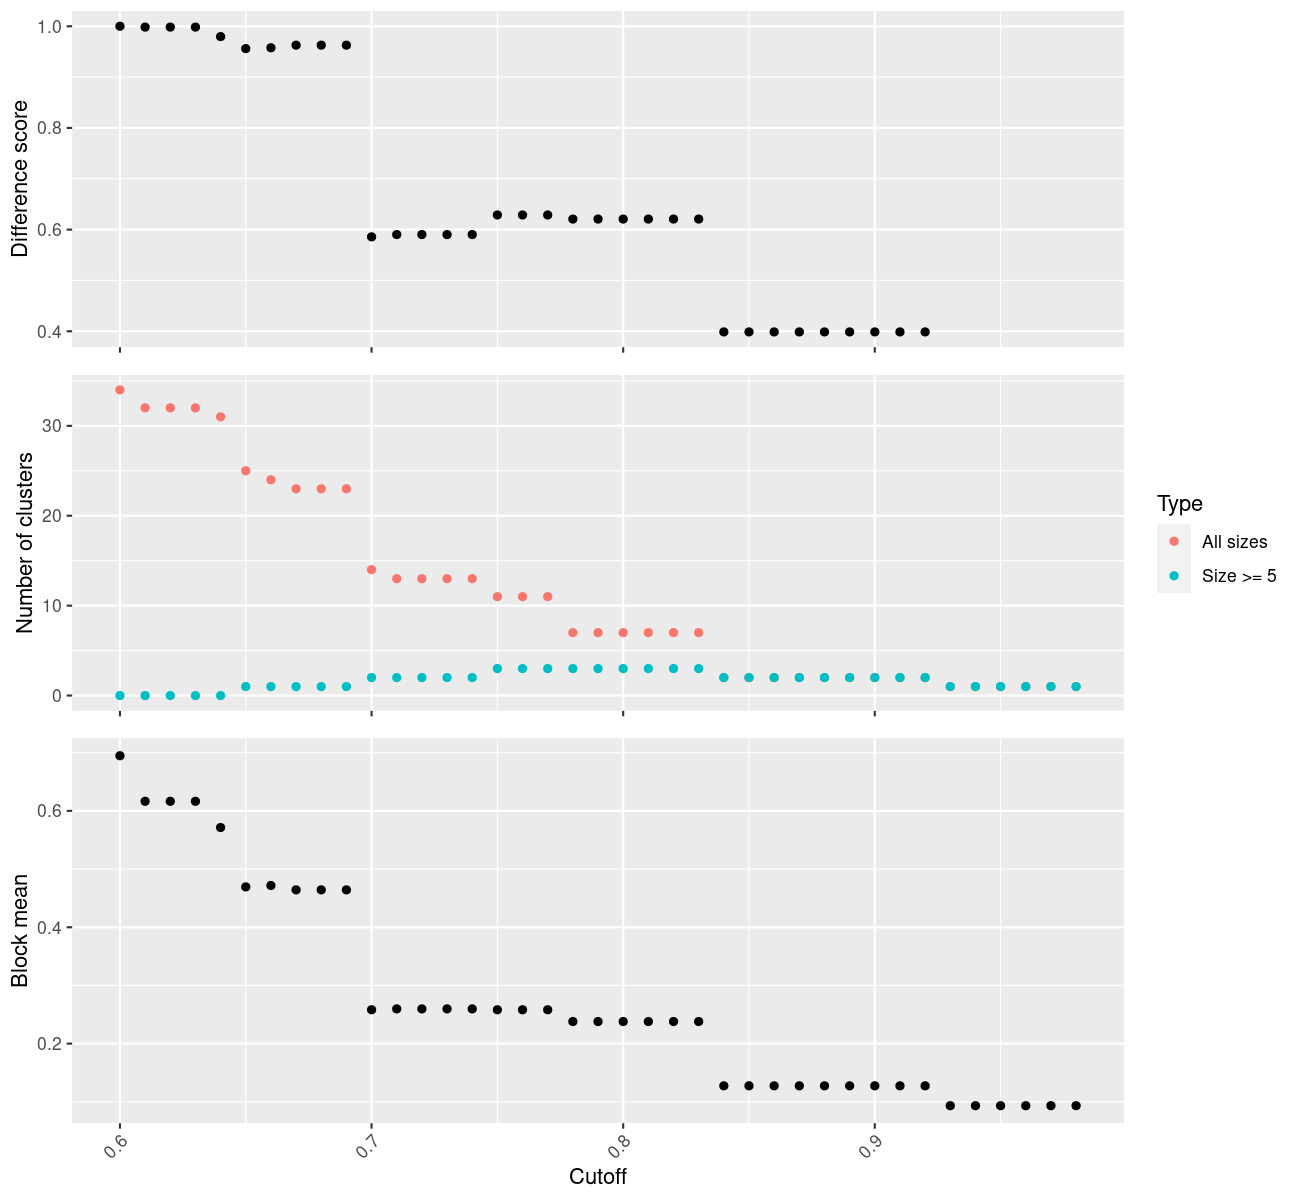 Difference score
1.0
0.8
0.6
0.4
Number of clusters
30
20
10
0
Type
All sizes
Size >= 5
Block mean
0.6
0.4
0.2
0.6
0.7
0.8
0.9
Cutoff